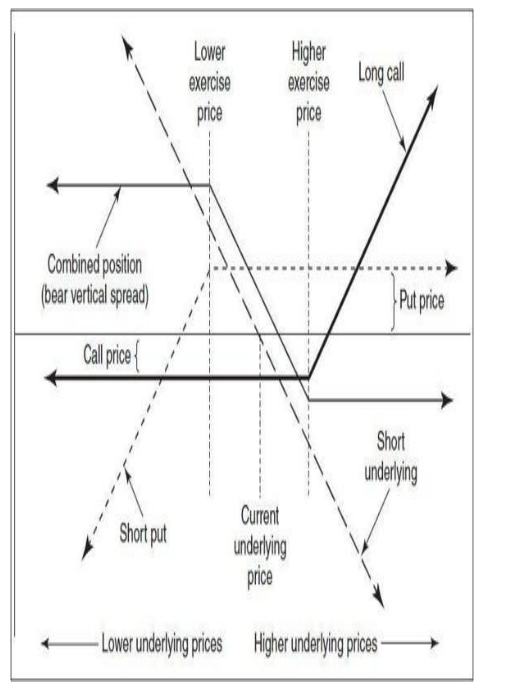 Lower
exercise
price
Higher
exercise
price
Long call
Combined position
(bear vertical spread)
Put price
Call price
Short
underlying
Short put
Current
underlying
price
Lower underlying prices
Higher underlying prices